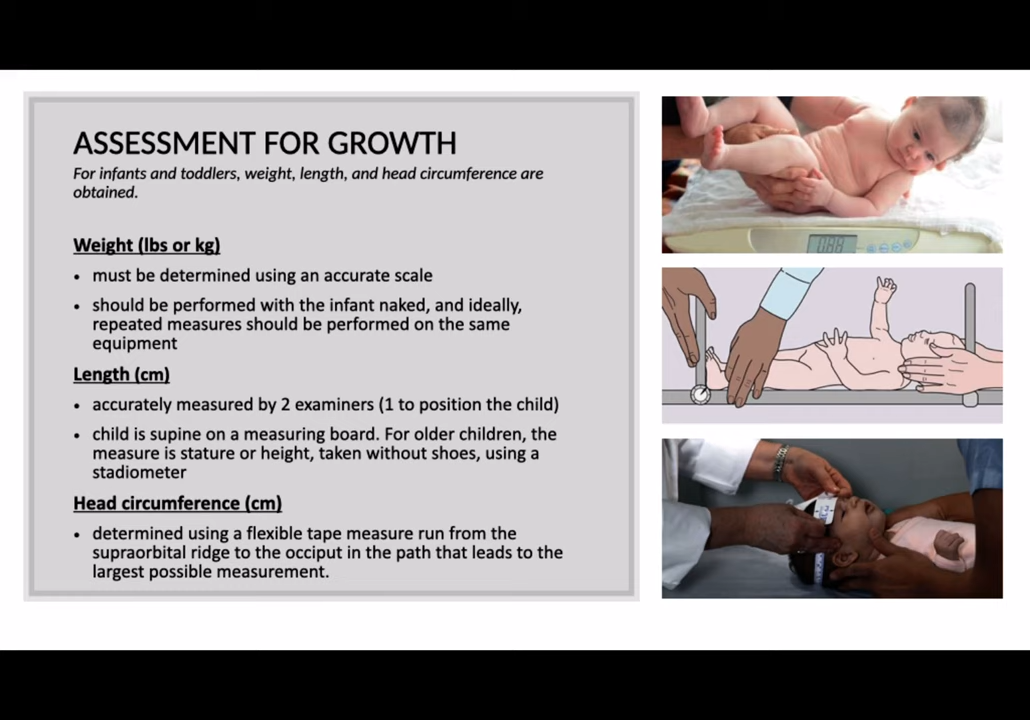 ASSESSMENT FOR GROWTH
For infants and toddlers, weight, length, and head circumference are
obtained.
Weight (lbs or kg)
• must be determined using an accurate scale
• should be performed with the infant naked, and ideally,
repeated measures should be performed on the same
equipment
Length (cm)
• accurately measured by 2 examiners (1 to position the child)
• child is supine on a measuring board. For older children, the
measure is stature or height, taken without shoes, using a
stadiometer
Head circumference (cm)
• determined using a flexible tape measure run from the
supraorbital ridge to the occiput in the path that leads to the
largest possible measurement.